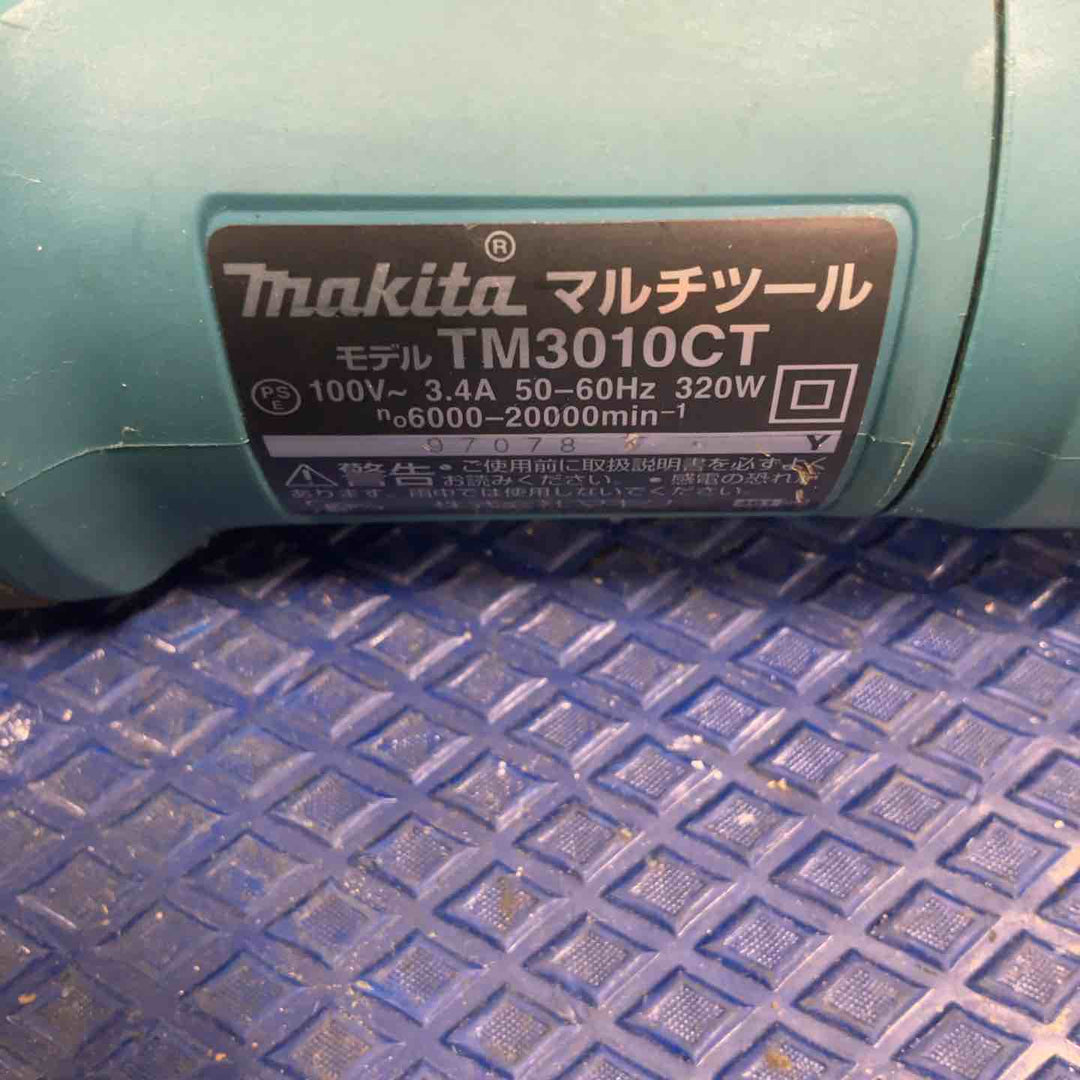 makita® マルチツール
モデル TM3010CT
PSE 100V~ 3.4A 50-60Hz 320W
n₀6000-20000min⁻¹
97078 Y
警告 ・ご使用前に取扱説明書を必ずよく
お読みください。 ・感電の恐れが
あります。雨中では使用しないでください。